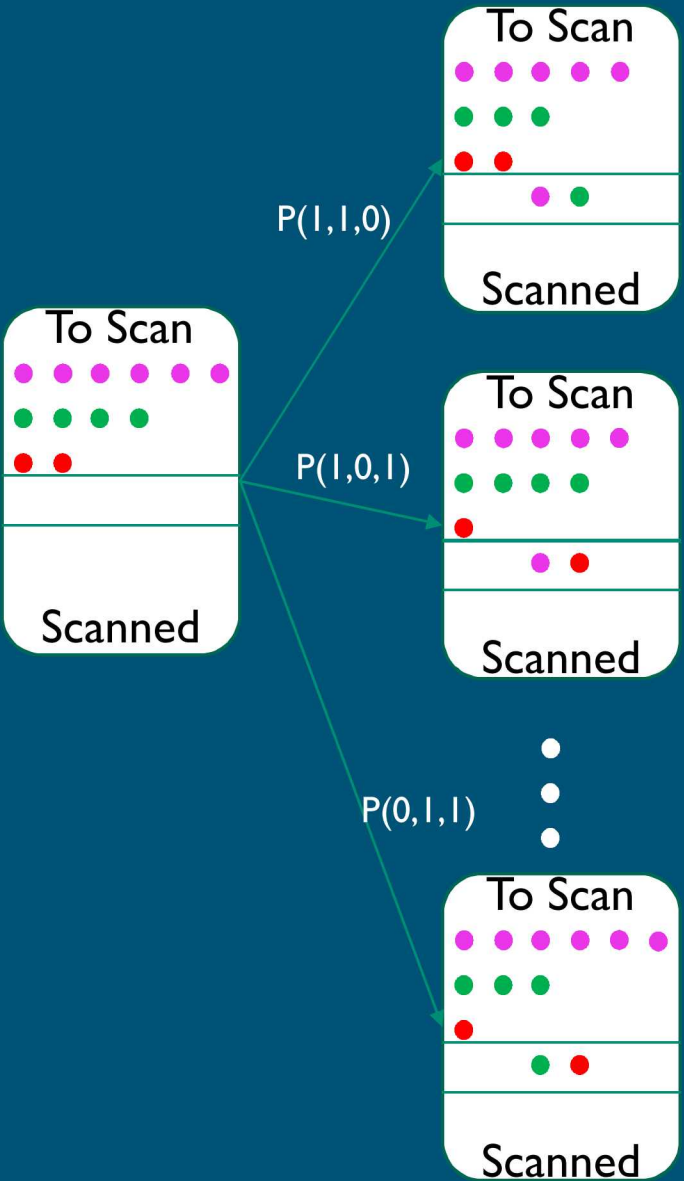 To Scan
Scanned
P(1,1,0)
P(1,0,1)
P(0,1,1)
To Scan
Scanned
To Scan
Scanned
To Scan
Scanned